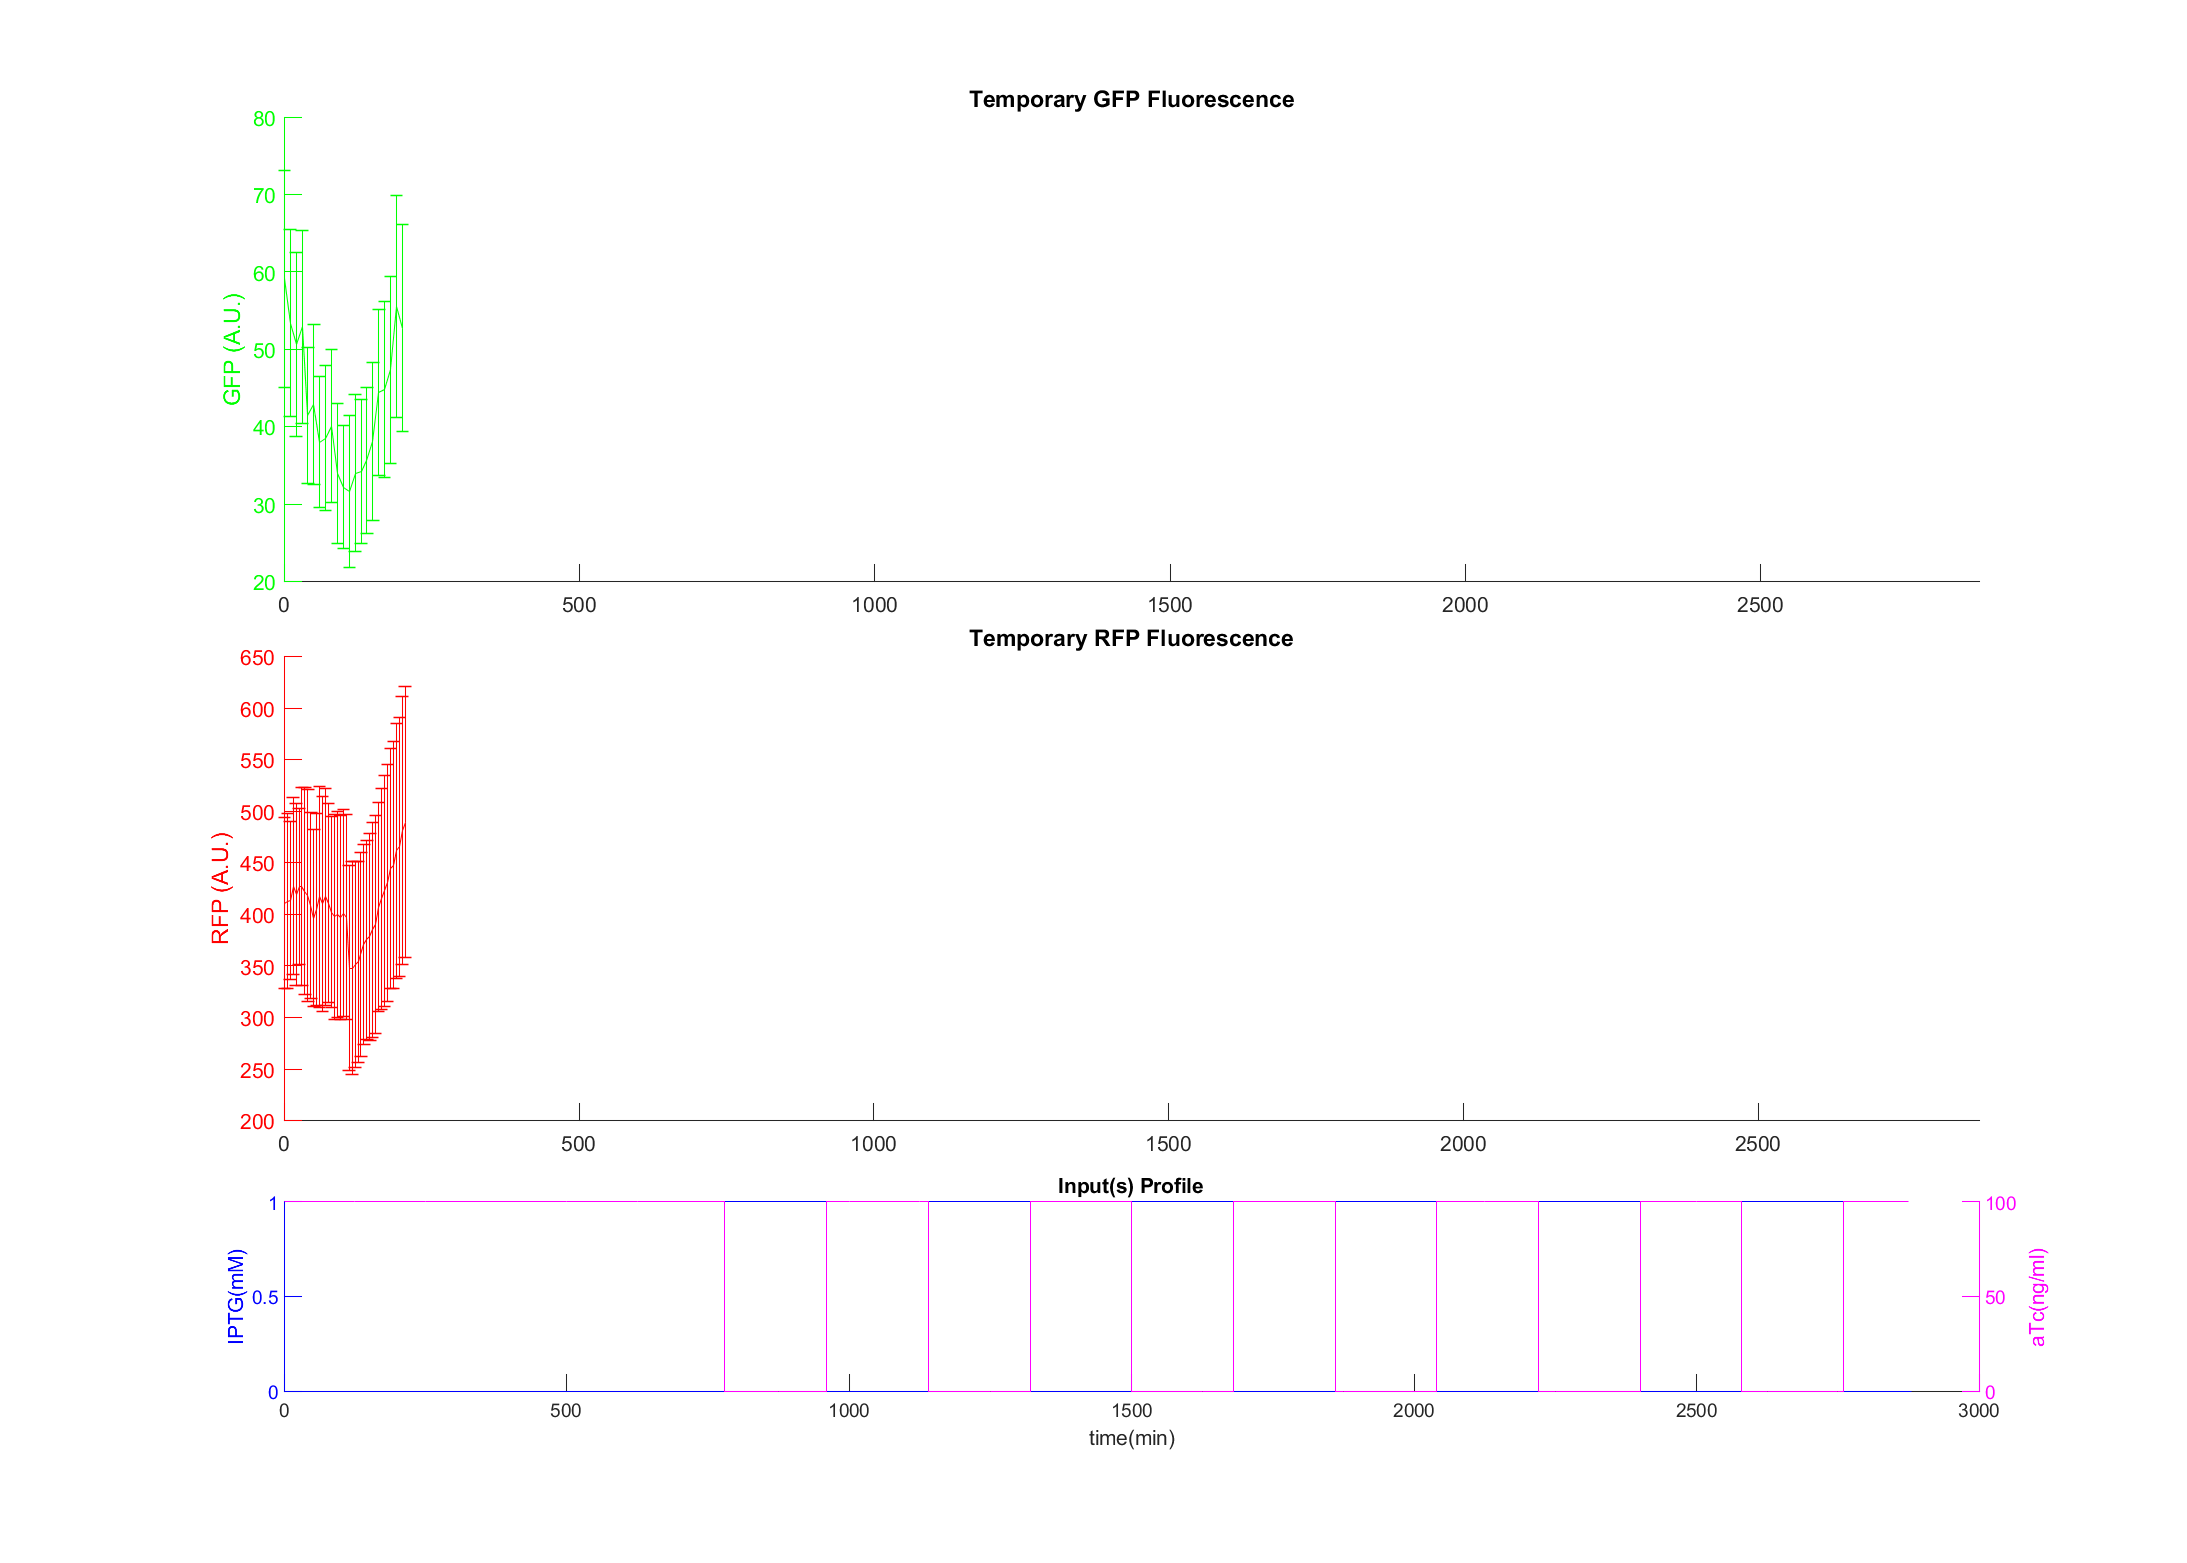 Temporary GFP Fluorescence
80
70
60
50
40
30
20
GFP (A.U.)
0 500 1000 1500 2000 2500
Temporary RFP Fluorescence
650
600
550
500
450
400
350
300
250
200
RFP (A.U.)
0 500 1000 1500 2000 2500
Input(s) Profile
1
0.5
0
IPTG(mM)
100
50
0
aTc(ng/ml)
0 500 1000 1500 2000 2500 3000
time(min)